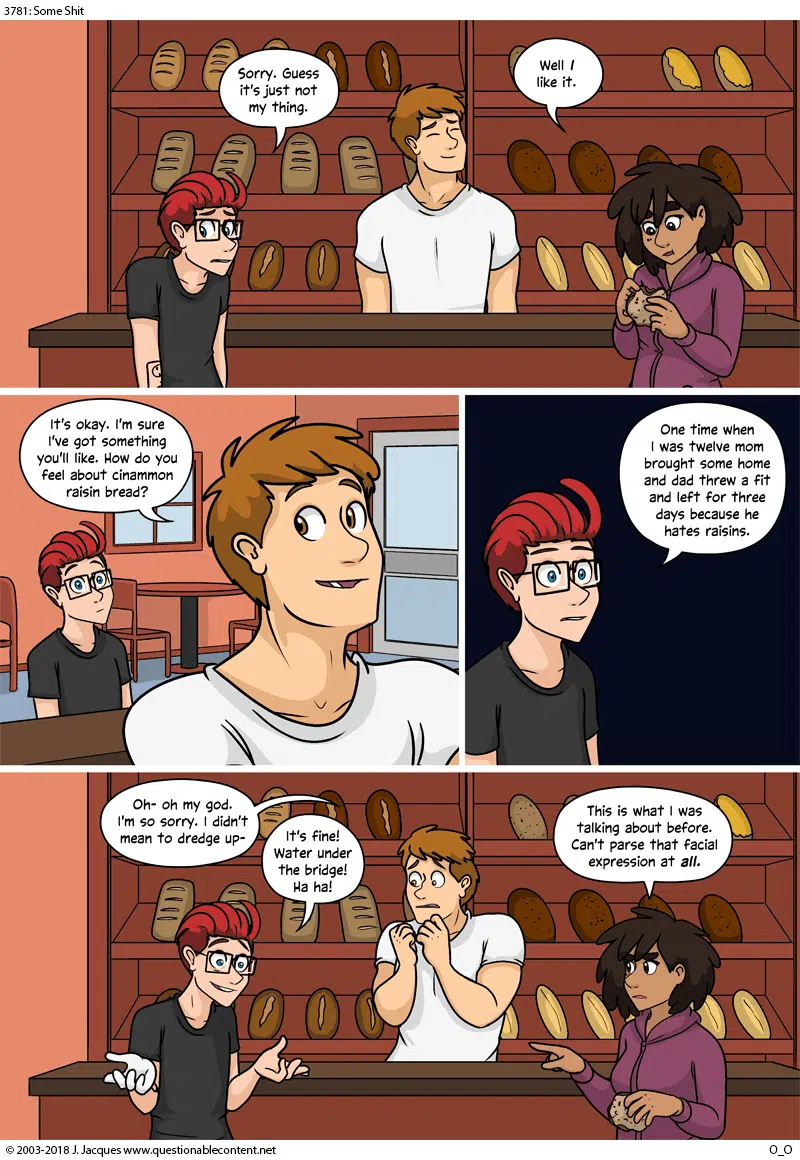 3781: Some Shit
Sorry. Guess
it's just not
my thing.
Well I
like it.
It's okay. I'm sure
I've got something
you'll like. How do you
feel about cinammon
raisin bread?
One time when
I was twelve mom
brought some home
and dad threw a fit
and left for three
days because he
hates raisins.
Oh- oh my god.
I'm so sorry. I didn't
mean to dredge up-
It's fine!
Water under
the bridge!
Ha ha!
This is what I was
talking about before.
Can't parse that facial
expression at all.
© 2003-2018 J. Jacques www.questionablecontent.net
O_O